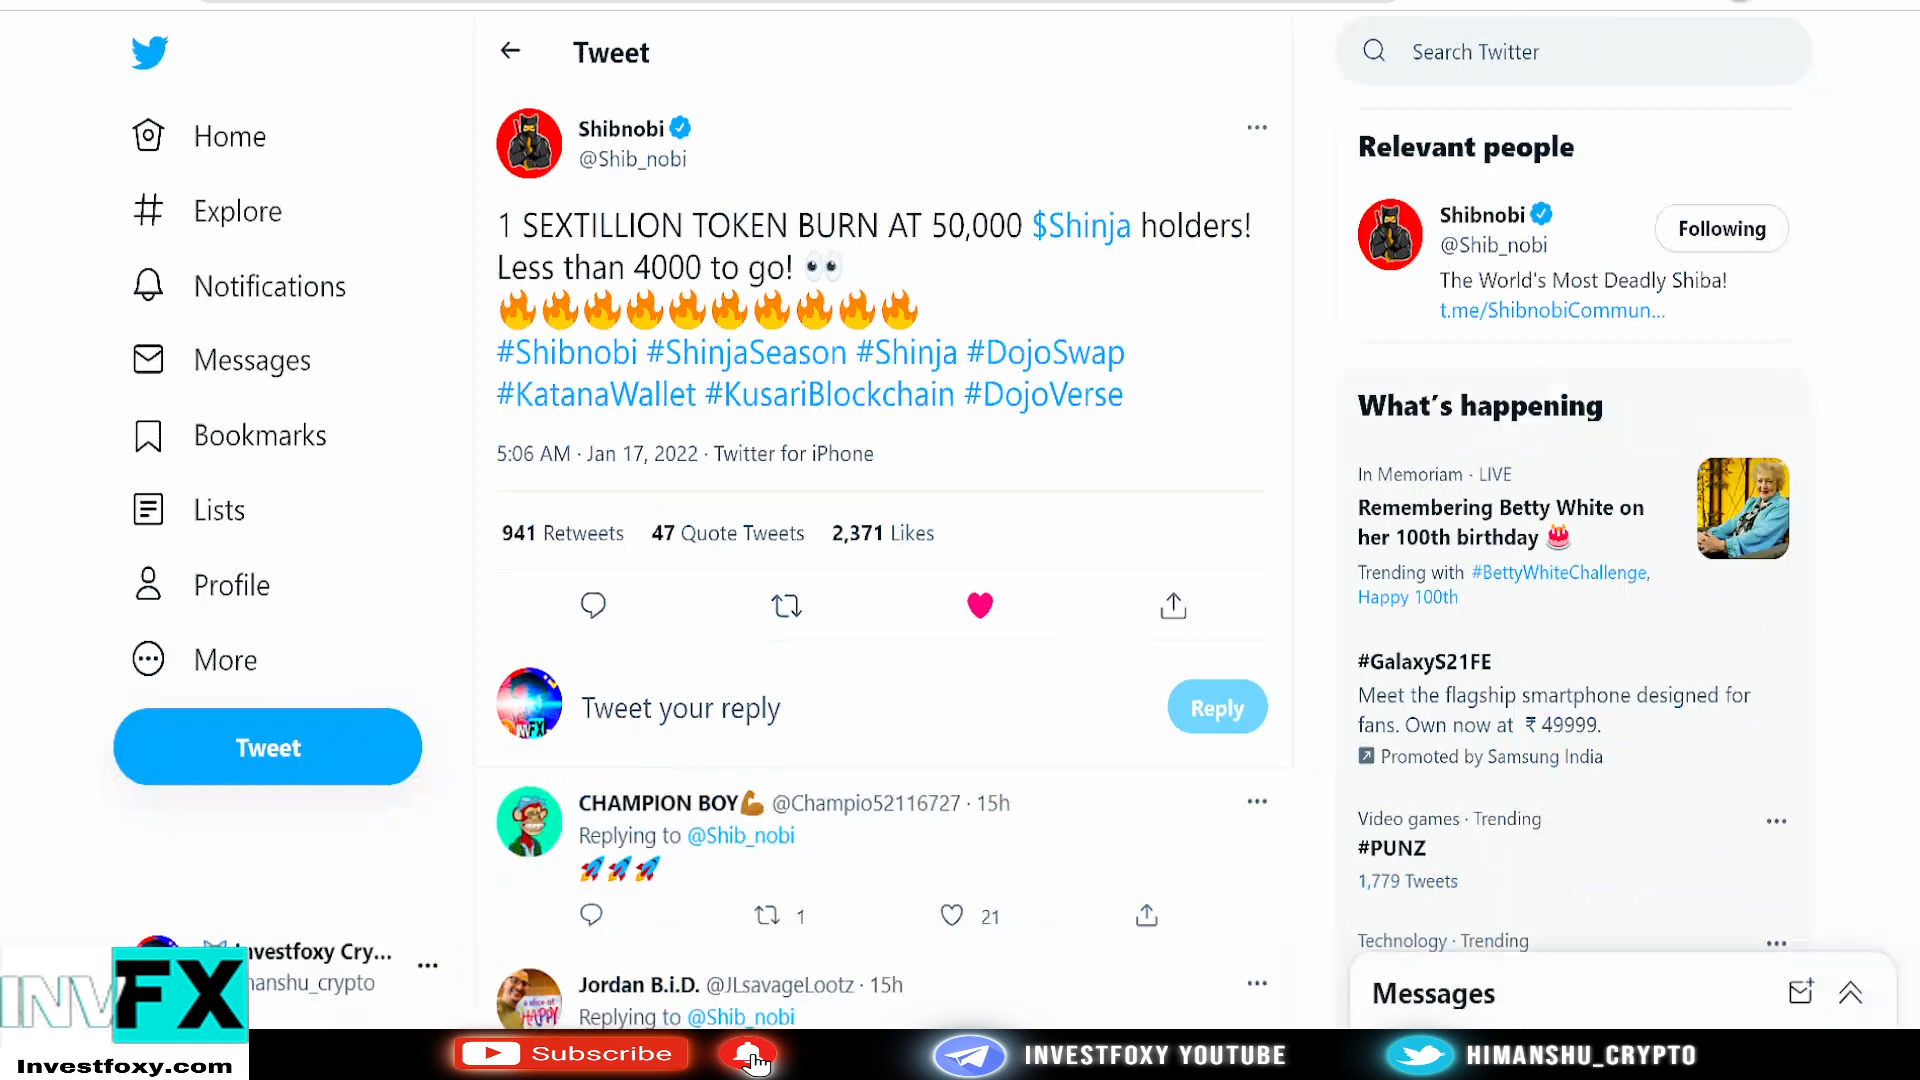 Tweet
Search Twitter
Home
Explore
Notifications
Messages
Bookmarks
Lists
Profile
More
Tweet
Shibnobi
@Shib_nobi
1 SEXTILLION TOKEN BURN AT 50,000 $Shinja holders!
Less than 4000 to go! 👀
🔥🔥🔥🔥🔥🔥🔥🔥🔥🔥
#Shibnobi #ShinjaSeason #Shinja #DojoSwap
#KatanaWallet #KusariBlockchain #DojoVerse
5:06 AM · Jan 17, 2022 · Twitter for iPhone
941 Retweets 47 Quote Tweets 2,371 Likes
Tweet your reply
Reply
CHAMPION BOY💪 @Champio52116727 · 15h
Replying to @Shib_nobi
🚀🚀🚀
1 21
Jordan B.i.D. @JLsavageLootz · 15h
Replying to @Shib_nobi
Relevant people
Shibnobi
@Shib_nobi
Following
The World's Most Deadly Shiba!
t.me/ShibnobiCommun...
What's happening
In Memoriam · LIVE
Remembering Betty White on
her 100th birthday 🎂
Trending with #BettyWhiteChallenge,
Happy 100th
#GalaxyS21FE
Meet the flagship smartphone designed for
fans. Own now at ₹ 49999.
Promoted by Samsung India
Video games · Trending
#PUNZ
1,779 Tweets
Technology · Trending
Messages
Investfoxy Cry...
manshu_crypto
INVFX
Investfoxy.com
Subscribe
INVESTFOXY YOUTUBE
HIMANSHU_CRYPTO